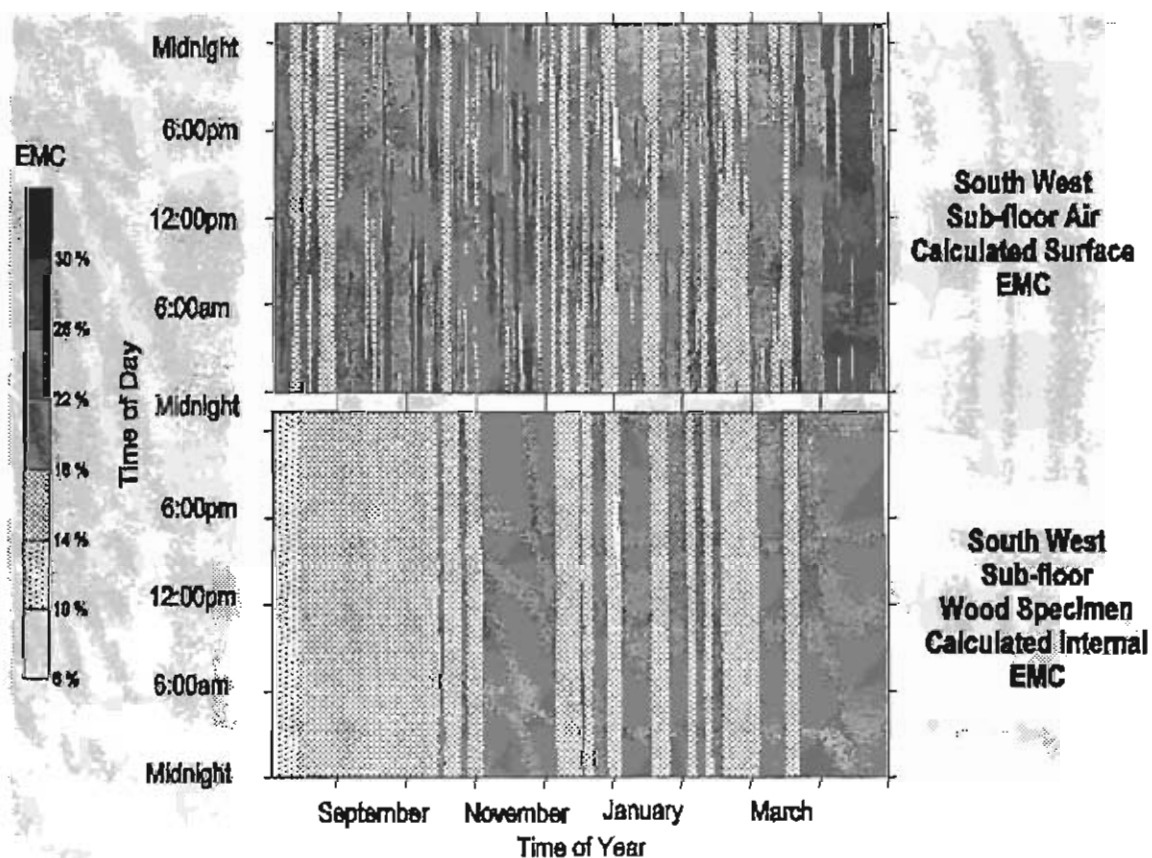 Midnight
6:00pm
12:00pm
6:00am
Midnight
6:00pm
12:00pm
6:00am
Midnight
Time of Day
EMC
30 %
26 %
22 %
18 %
14 %
10 %
6 %
South West
Sub-floor Air
Calculated Surface
EMC
South West
Sub-floor
Wood Specimen
Calculated Internal
EMC
September November January March
Time of Year